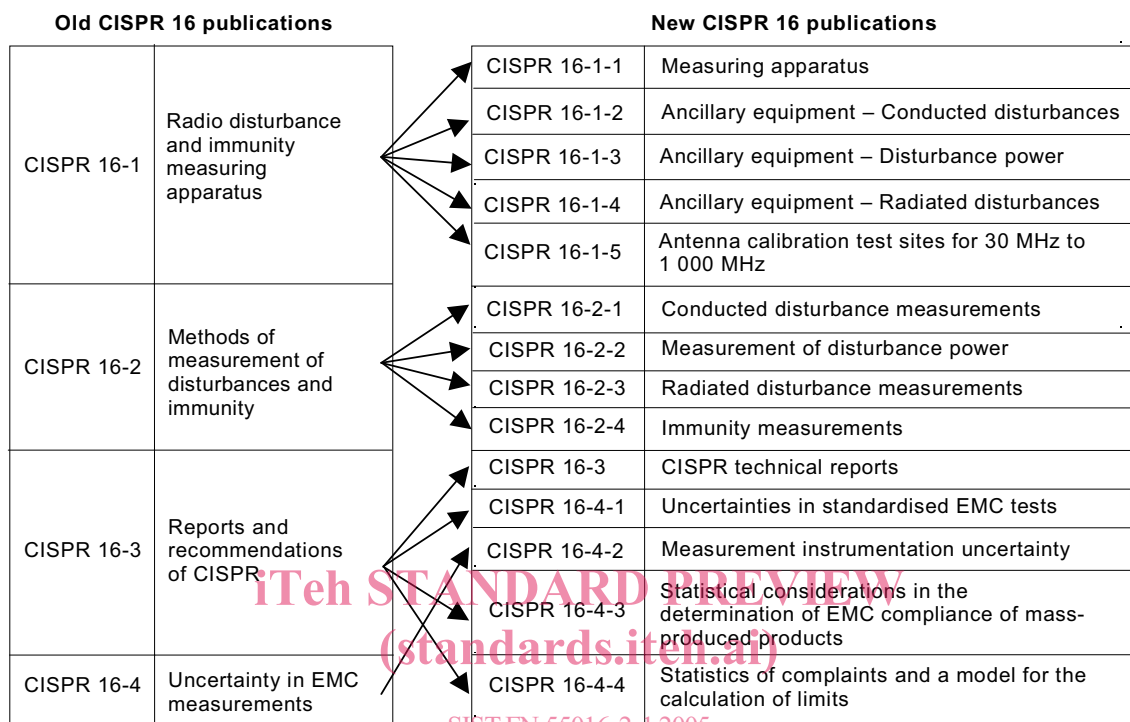 Old CISPR 16 publications
New CISPR 16 publications
CISPR 16-1
Radio disturbance
and immunity
measuring
apparatus
CISPR 16-2
Methods of
measurement of
disturbances and
immunity
CISPR 16-3
Reports and
recommendations
of CISPR
CISPR 16-4
Uncertainty in EMC
measurements
CISPR 16-1-1 Measuring apparatus
CISPR 16-1-2 Ancillary equipment – Conducted disturbances
CISPR 16-1-3 Ancillary equipment – Disturbance power
CISPR 16-1-4 Ancillary equipment – Radiated disturbances
CISPR 16-1-5 Antenna calibration test sites for 30 MHz to
1 000 MHz
CISPR 16-2-1 Conducted disturbance measurements
CISPR 16-2-2 Measurement of disturbance power
CISPR 16-2-3 Radiated disturbance measurements
CISPR 16-2-4 Immunity measurements
CISPR 16-3 CISPR technical reports
CISPR 16-4-1 Uncertainties in standardised EMC tests
CISPR 16-4-2 Measurement instrumentation uncertainty
CISPR 16-4-3 Statistical considerations in the
determination of EMC compliance of mass-
produced products
CISPR 16-4-4 Statistics of complaints and a model for the
calculation of limits
iTeh STANDARD PREVIEW
(standards.iteh.ai)
SIST EN 55016-2-1:2005